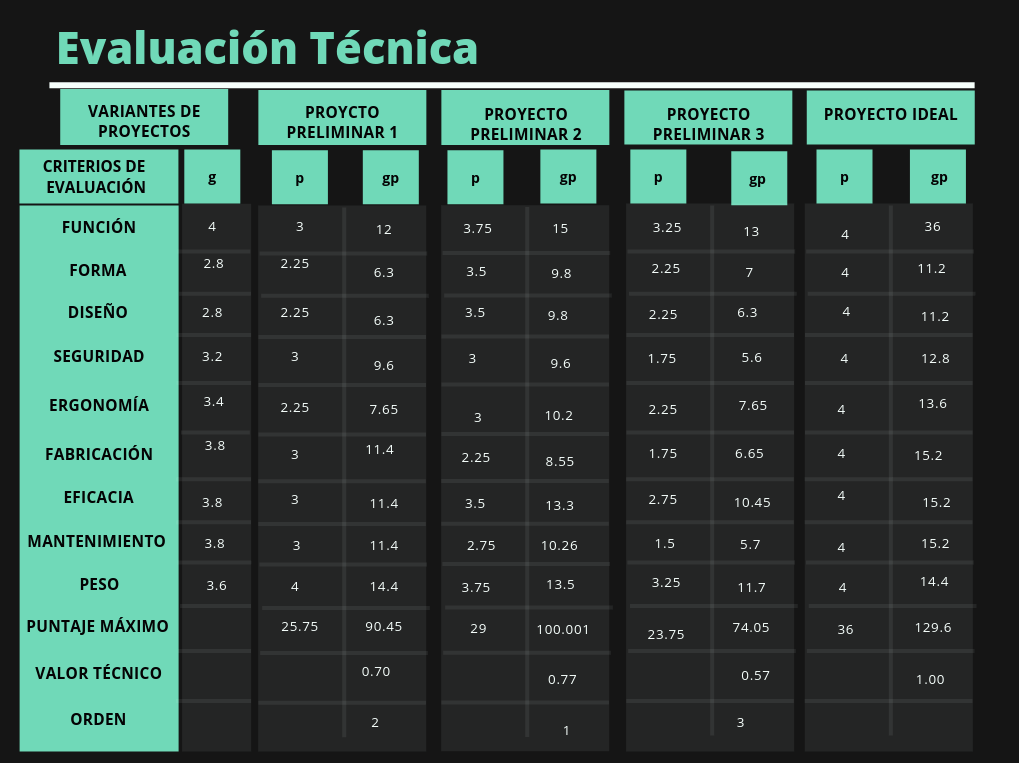 Evaluación Técnica
VARIANTES DE
PROYECTOS
PROYCTO
PRELIMINAR 1
PROYECTO
PRELIMINAR 2
PROYECTO
PRELIMINAR 3
PROYECTO IDEAL
CRITERIOS DE
EVALUACIÓN
g p gp p gp p gp p gp
FUNCIÓN 4 3 12 3.75 15 3.25 13 4 36
FORMA 2.8 2.25 6.3 3.5 9.8 2.25 7 4 11.2
DISEÑO 2.8 2.25 6.3 3.5 9.8 2.25 6.3 4 11.2
SEGURIDAD 3.2 3 9.6 3 9.6 1.75 5.6 4 12.8
ERGONOMÍA 3.4 2.25 7.65 3 10.2 2.25 7.65 4 13.6
FABRICACIÓN 3.8 3 11.4 2.25 8.55 1.75 6.65 4 15.2
EFICACIA 3.8 3 11.4 3.5 13.3 2.75 10.45 4 15.2
MANTENIMIENTO 3.8 3 11.4 2.75 10.26 1.5 5.7 4 15.2
PESO 3.6 4 14.4 3.75 13.5 3.25 11.7 4 14.4
PUNTAJE MÁXIMO 25.75 90.45 29 100.001 23.75 74.05 36 129.6
VALOR TÉCNICO 0.70 0.77 0.57 1.00
ORDEN 2 1 3